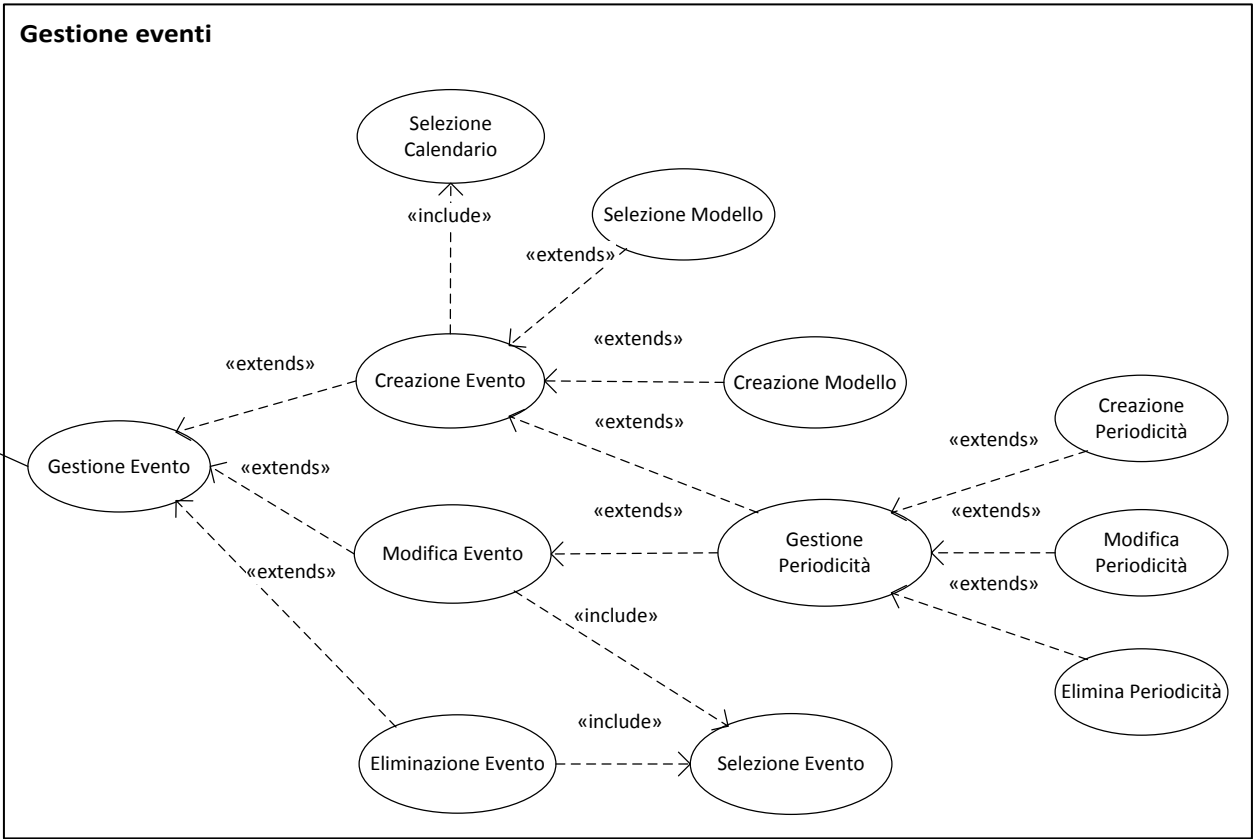 Gestione eventi
Selezione
Calendario
«include»
Selezione Modello
«extends»
«extends»
Creazione Evento
«extends»
Creazione Modello
«extends»
Creazione
Periodicità
«extends»
Gestione Evento
«extends»
«extends»
«extends»
Modifica Evento
Gestione
Periodicità
Modifica
Periodicità
«extends»
«extends»
«include»
Elimina Periodicità
«include»
Eliminazione Evento
Selezione Evento